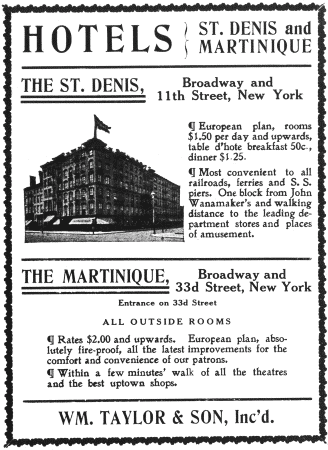 HOTELS { ST. DENIS and
MARTINIQUE
THE ST. DENIS, Broadway and
11th Street, New York
¶ European plan, rooms
$1.50 per day and upwards,
table d'hote breakfast 50c.,
dinner $1.25.
¶ Most convenient to all
railroads, ferries and S. S.
piers. One block from John
Wanamaker's and walking
distance to the leading de-
partment stores and places
of amusement.
THE MARTINIQUE, Broadway and
33d Street, New York
Entrance on 33d Street
ALL OUTSIDE ROOMS
¶ Rates $2.00 and upwards. European plan, abso-
lutely fire-proof, all the latest improvements for the
comfort and convenience of our patrons.
¶ Within a few minutes' walk of all the theatres
and the best uptown shops.
WM. TAYLOR & SON, Inc'd.